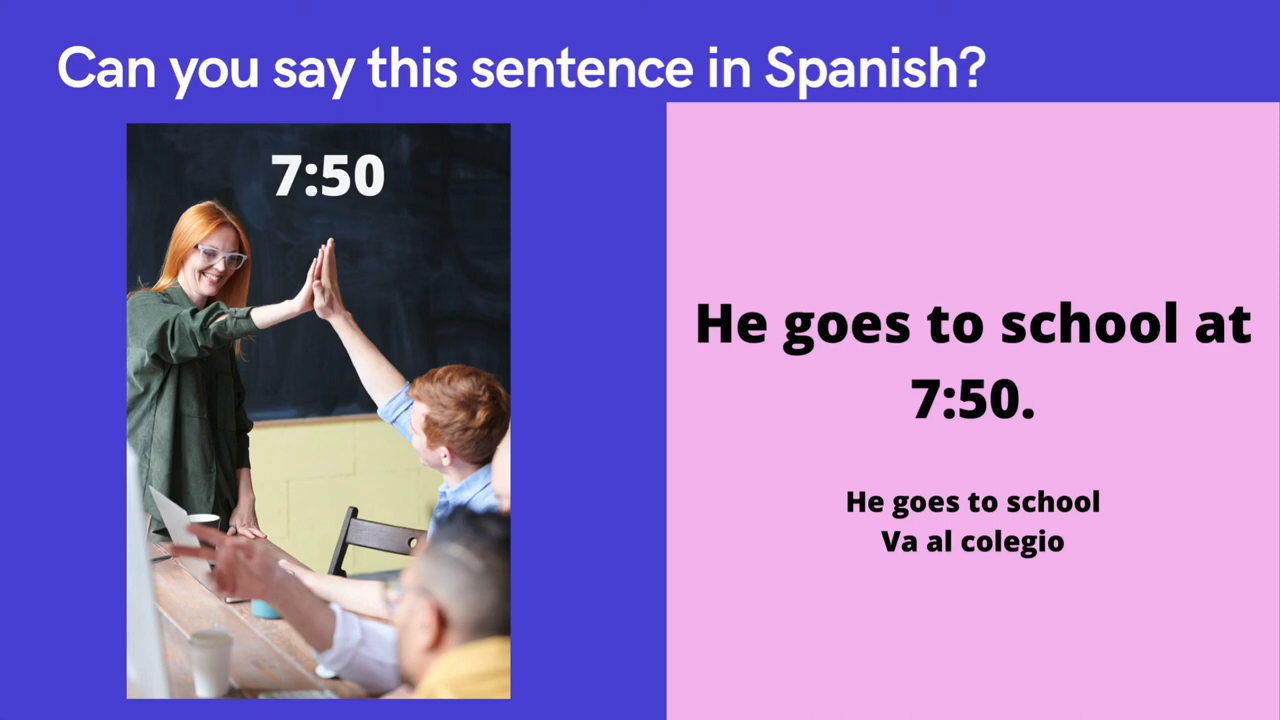 Can you say this sentence in Spanish?
7:50
He goes to school at
7:50.
He goes to school
Va al colegio